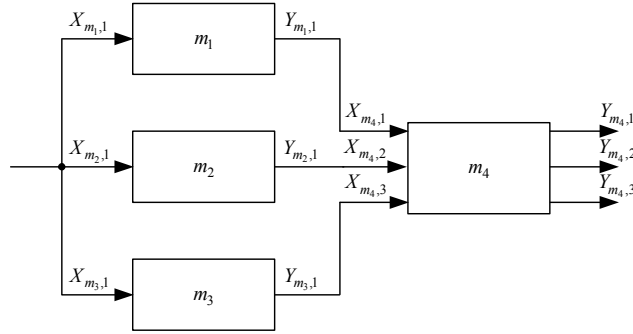 X_{m_1,1} m_1 Y_{m_1,1}
X_{m_4,1} Y_{m_4,1}
X_{m_2,1} m_2 Y_{m_2,1} X_{m_4,2} m_4 Y_{m_4,2}
X_{m_4,3} Y_{m_4,3}
X_{m_3,1} m_3 Y_{m_3,1}